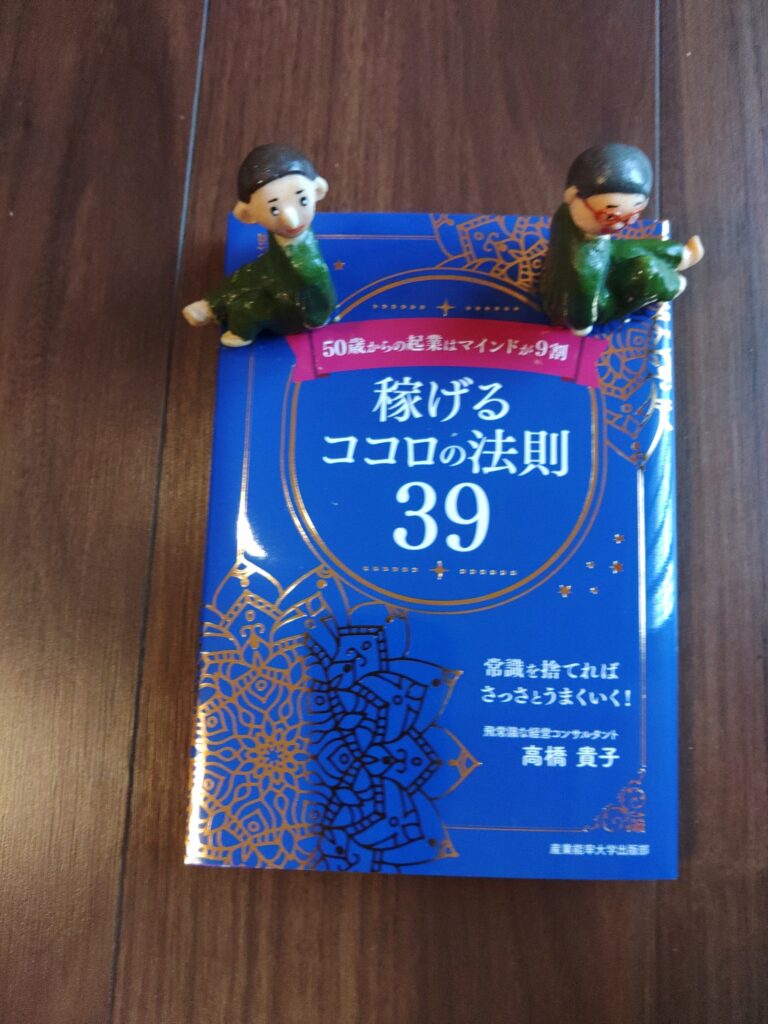 50歳からの起業はマインドが9割
稼げる
ココロの法則
39
常識を捨てれば
さっさとうまくいく!
飛常識な経営コンサルタント
高橋 貴子
産業能率大学出版部